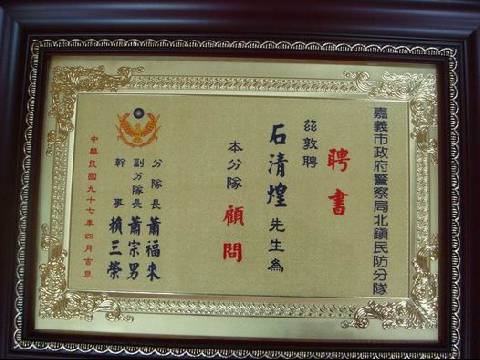 嘉義市政府警察局北鎮民防分隊
聘書
茲敦聘
石清煌先生為
本分隊顧問
分隊長蕭福來
副分隊長蕭宗男
幹事賴三榮
中華民國九十七年四月吉旦